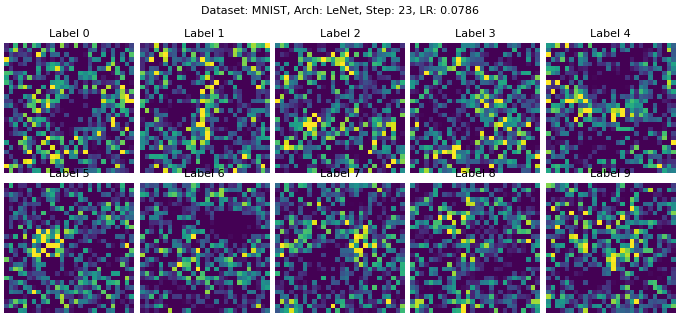 Dataset: MNIST, Arch: LeNet, Step: 23, LR: 0.0786
Label 0
Label 1
Label 2
Label 3
Label 4
Label 5
Label 6
Label 7
Label 8
Label 9